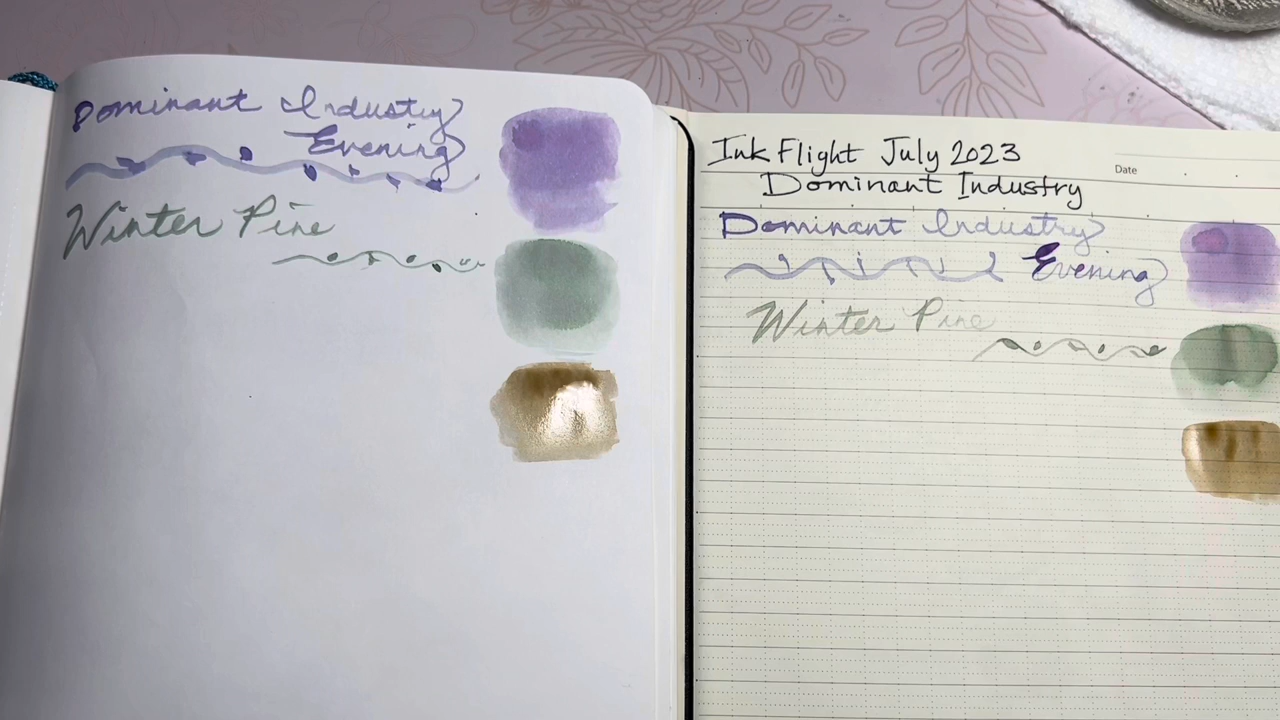 Dominant Industry
Evening
Winter Pine
Ink Flight July 2023
Date
Dominant Industry
Dominant Industry
Evening
Winter Pine